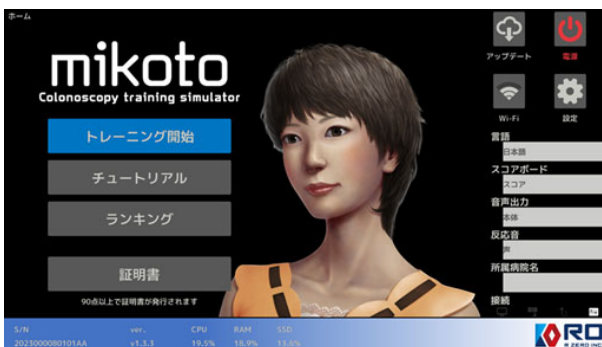 ホーム
mikoto
Colonoscopy training simulator
トレーニング開始
チュートリアル
ランキング
証明書
90点以上で証明書が発行されます
アップデート
電源
Wi-Fi
設定
言語
日本語
スコアボード
スコア
音声出力
本体
反応音
声
所属病院名
接続
S/N ver. CPU RAM SSD
2023000080101AA v1.3.3 19.5% 18.9% 13.6%
RO
R ZERO INC